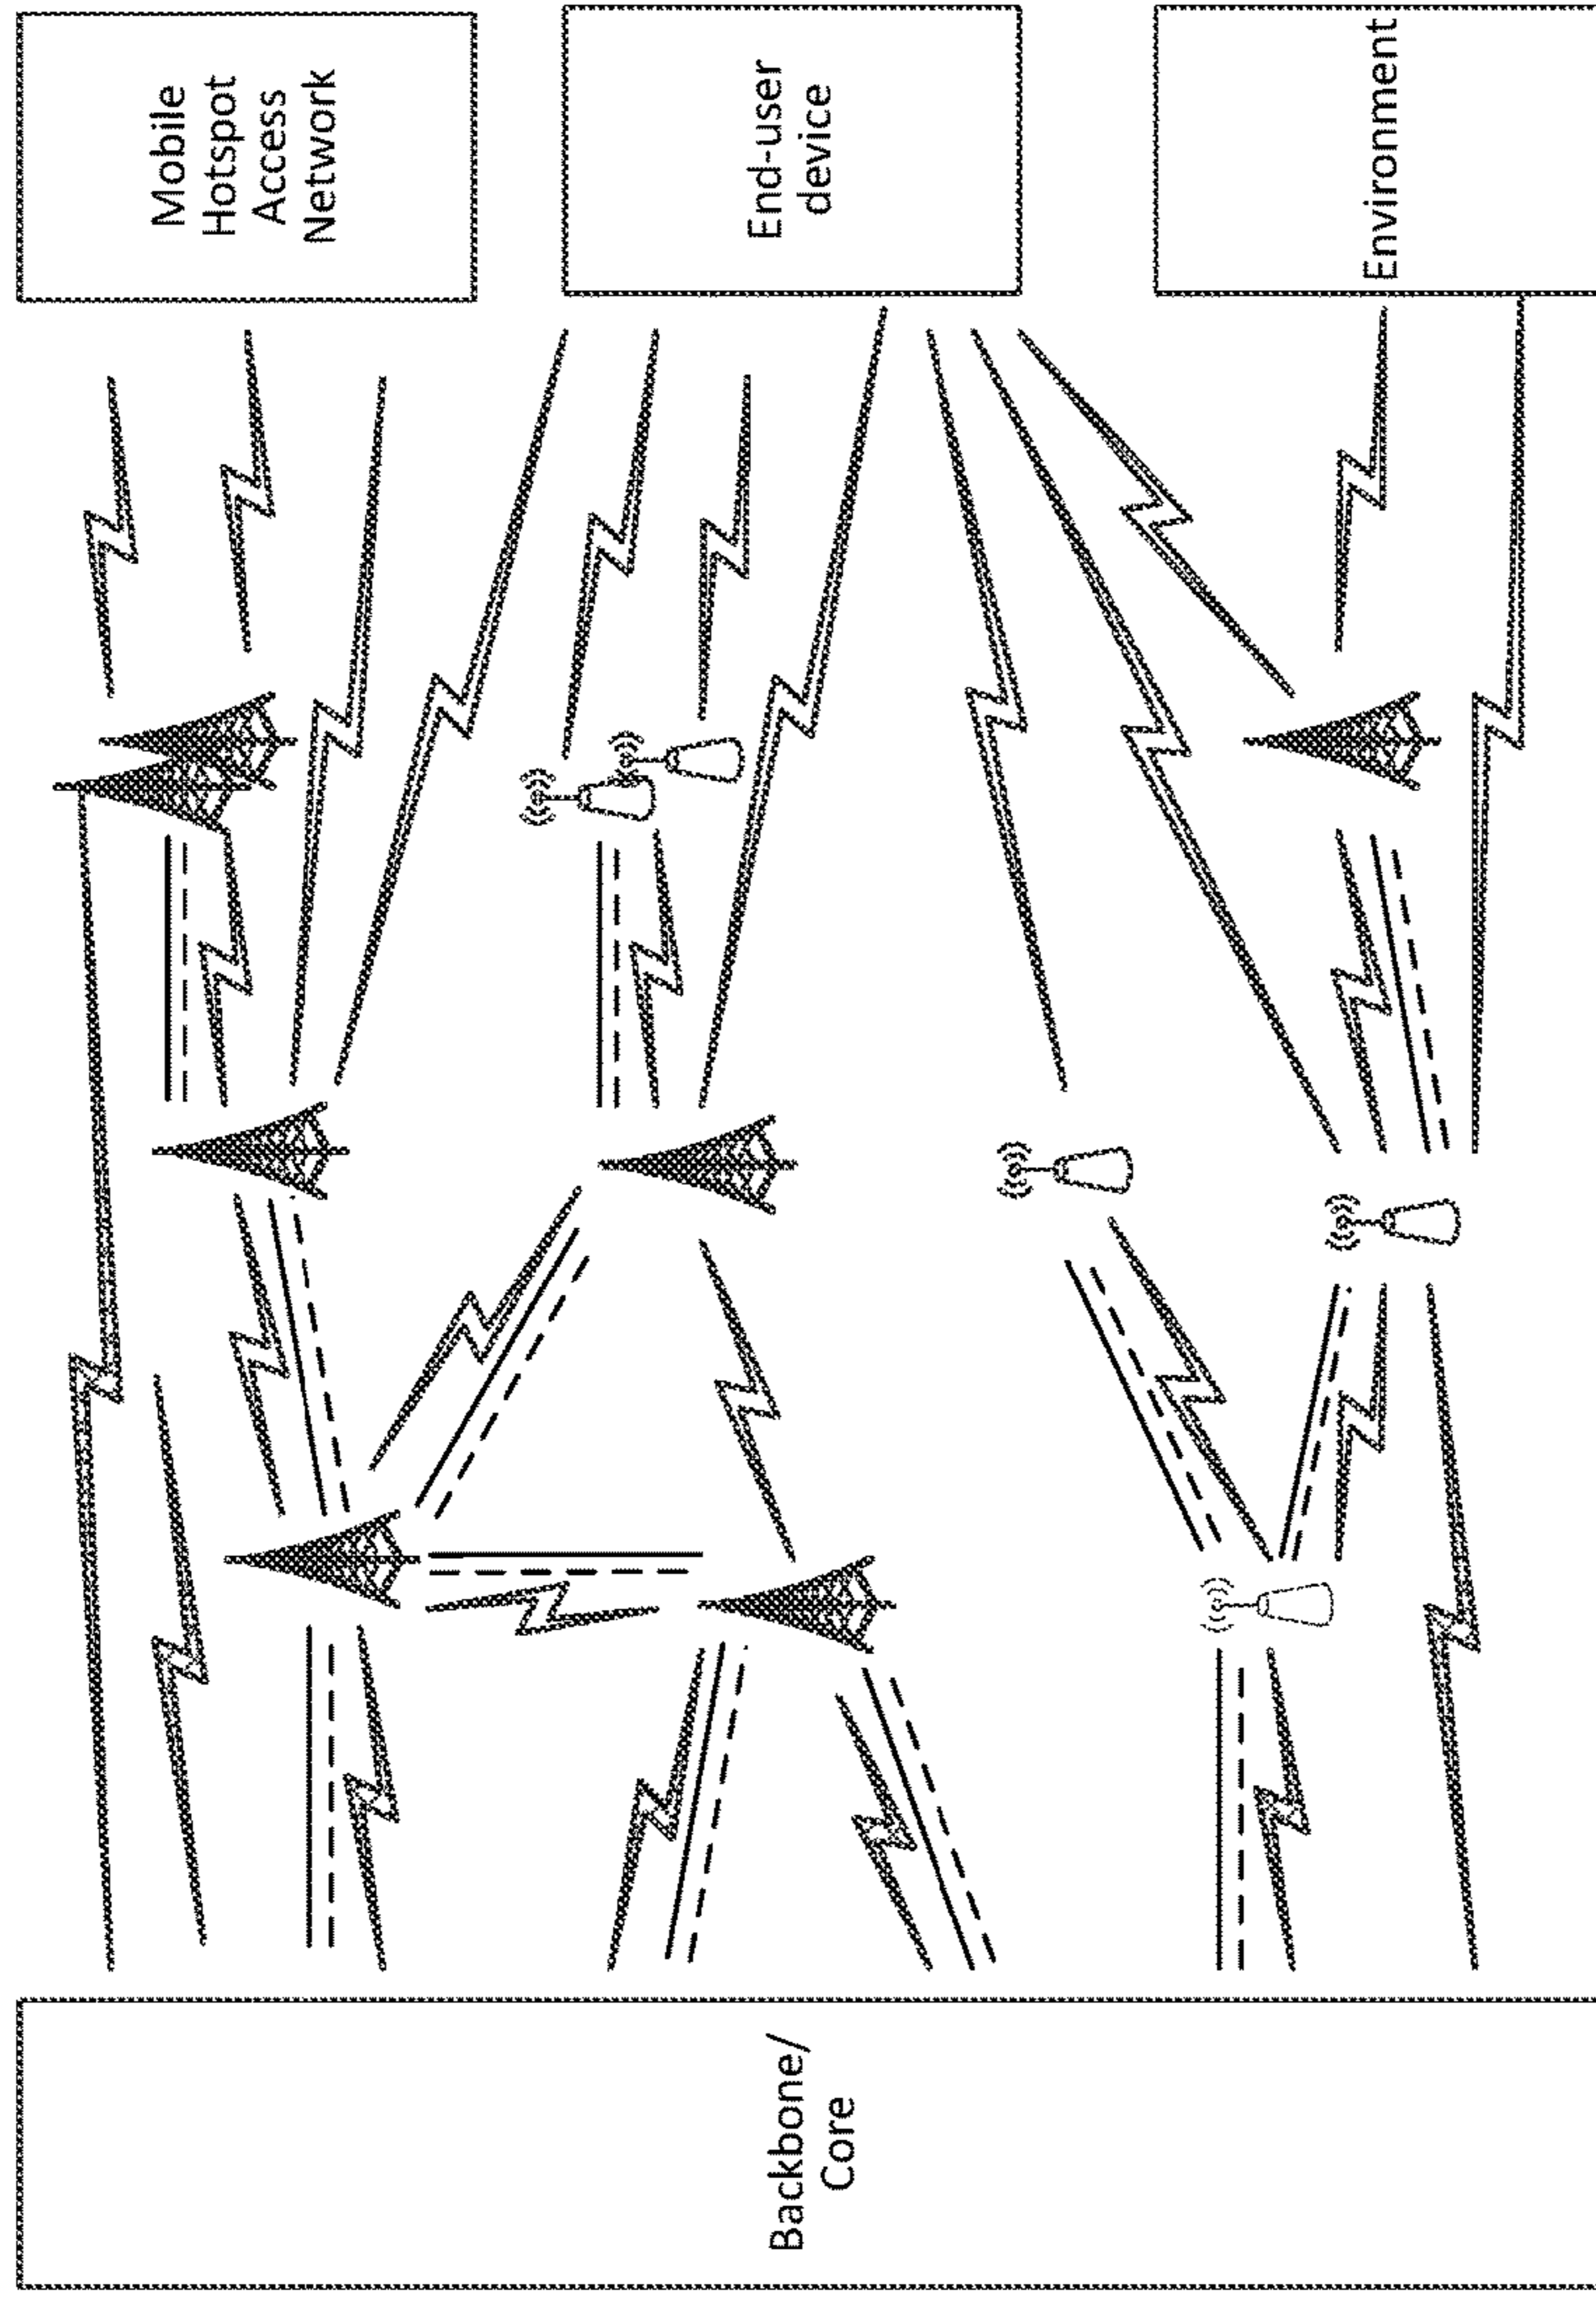 Mobile
Hotspot
Access
Network
End-user
device
Environment
Backbone/
Core